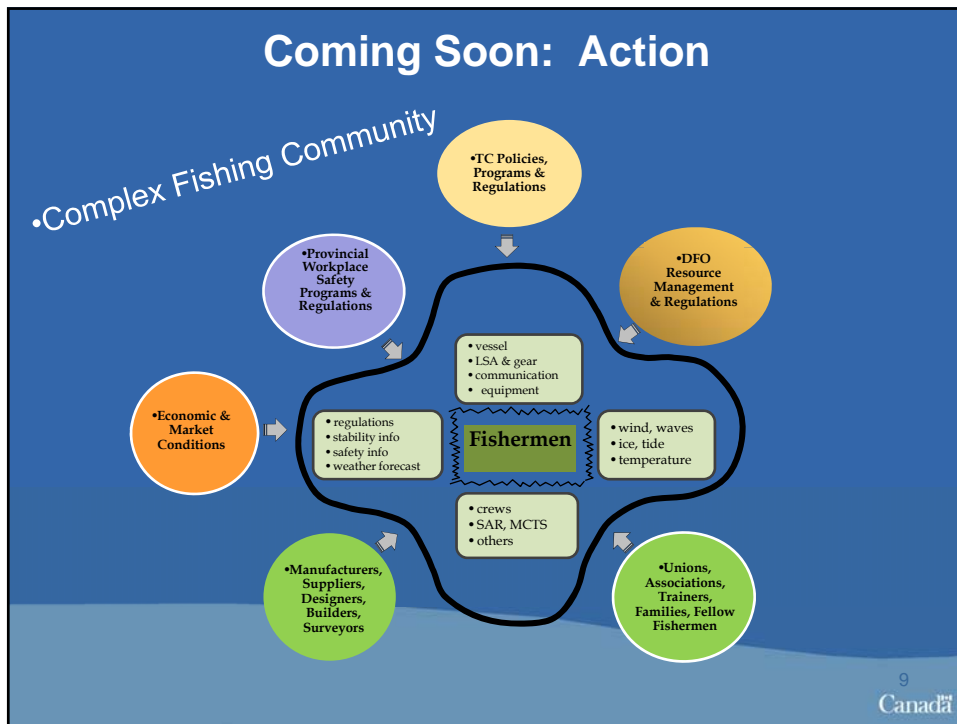 Coming Soon: Action
•Complex Fishing Community
•TC Policies,
Programs &
Regulations
•Provincial
Workplace
Safety
Programs &
Regulations
•DFO
Resource
Management
& Regulations
• vessel
• LSA & gear
• communication
• equipment
•Economic &
Market
Conditions
• regulations
• stability info
• safety info
• weather forecast
Fishermen
• wind, waves
• ice, tide
• temperature
• crews
• SAR, MCTS
• others
•Manufacturers,
Suppliers,
Designers,
Builders,
Surveyors
•Unions,
Associations,
Trainers,
Families, Fellow
Fishermen
9
Canada